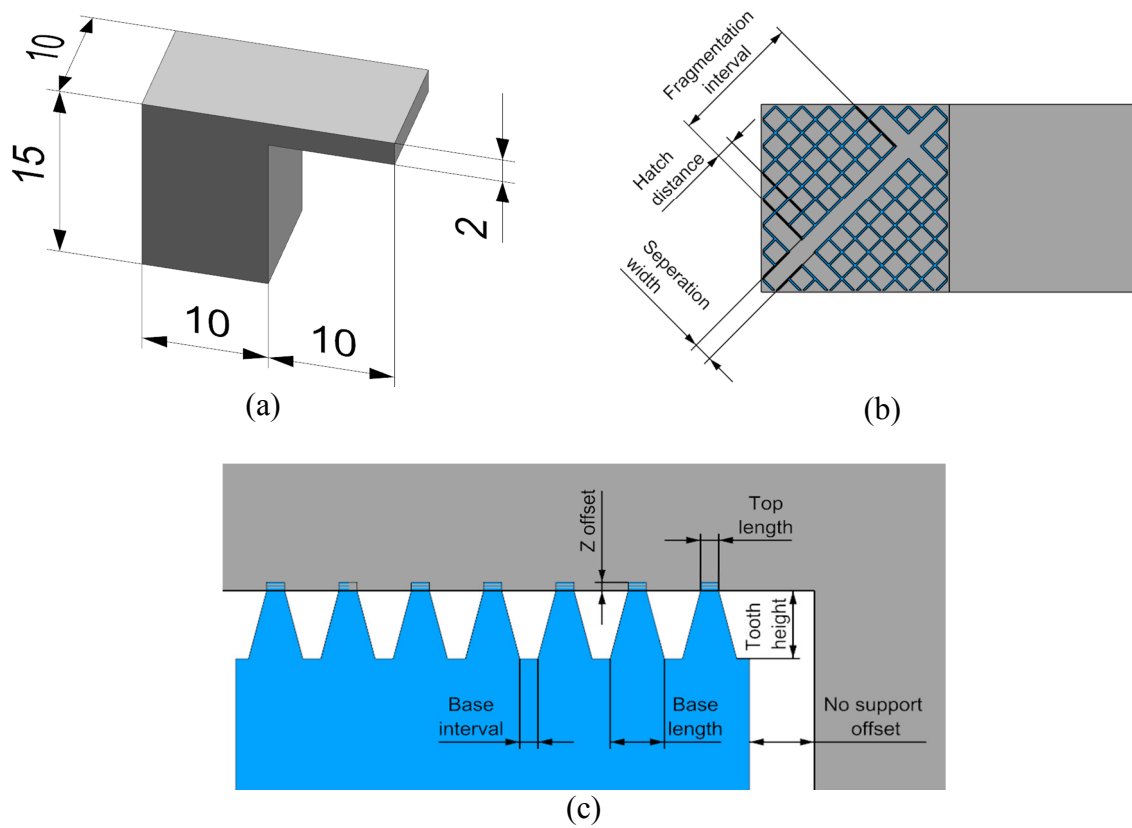 10
15
2
10
10
(a)
Fragmentation
interval
Hatch
distance
Seperation
width
(b)
Z offset
Top
length
Tooth
height
Base
interval
Base
length
No support
offset
(c)